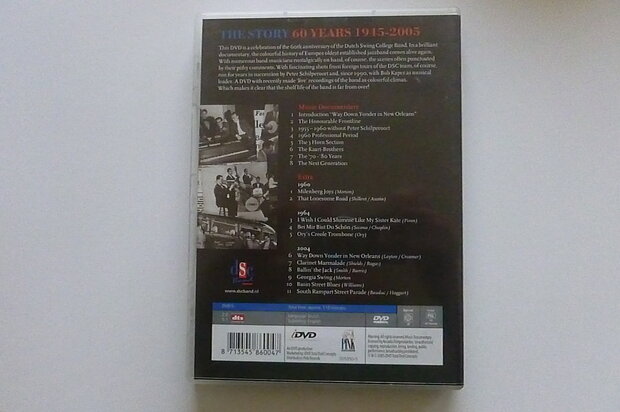 THE STORY 60 YEARS 1945-2005
This DVD is a celebration of the 60th anniversary of the Dutch Swing College Band. In a brilliant
documentary, the colourful history of Europes oldest established jazzband comes alive again.
With numerous band musicians nostalgically on hand, of course, the stories often punctuated
by their pithy comments. With fascinating shots from foreign tours of the DSC team, of course,
run for years in succession by Peter Schilperoort and, since 1990, with Bob Kaper as musical
leader. A DVD with recently made 'live' recordings of the band as colourful climax.
Which makes it clear that the shelf life of the band is far from over!
Music Documentary
1 Introduction "Way Down Yonder in New Orleans"
2 The Honourable Frontline
3 1955 - 1960 without Peter Schilperoort
4 1960 Professional Period
5 The 3 Horn Section
6 The Kaart-Brothers
7 The '70 - '80 Years
8 The Next Generation
Extra
1960
1 Milenberg Joys (Morton)
2 That Lonesome Road (Shilkret / Austin)
1964
3 I Wish I Could Shimme Like My Sister Kate (Piron)
4 Bei Mir Bist Du Schön (Secunda / Chaplin)
5 Ory's Creole Trombone (Ory)
2004
6 Way Down Yonder in New Orleans (Layton / Creamer)
7 Clarinet Marmalade (Shields / Ragas)
8 Ballin' the Jack (Smith / Burris)
9 Georgia Swing (Morton)
10 Basin Street Blues (Williams)
11 South Rampart Street Parade (Bauduc / Haggart)
dsc
www.dscband.nl
dts
DVD
8 713545 860047